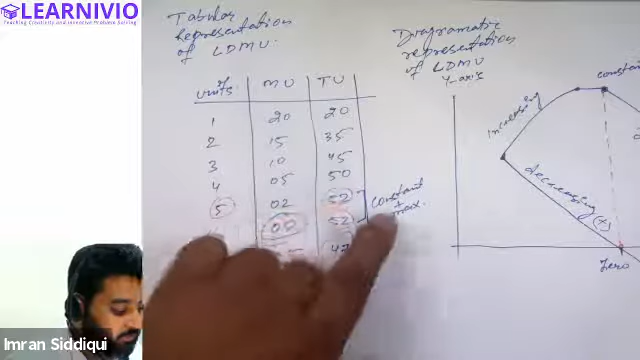 LEARNIVIO
Teaching Creativity and Inventive Problem Solving
Tabular
representation
of LDMU.
units MU TU
1 20 20
2 15 35
3 10 45
4 05 50
5 02 52
00 52
constant
+
max.
Diagramatic
representation
of LDMU
Y-axis
increasing
constant
decreasing (+)
zero
Imran Siddiqui